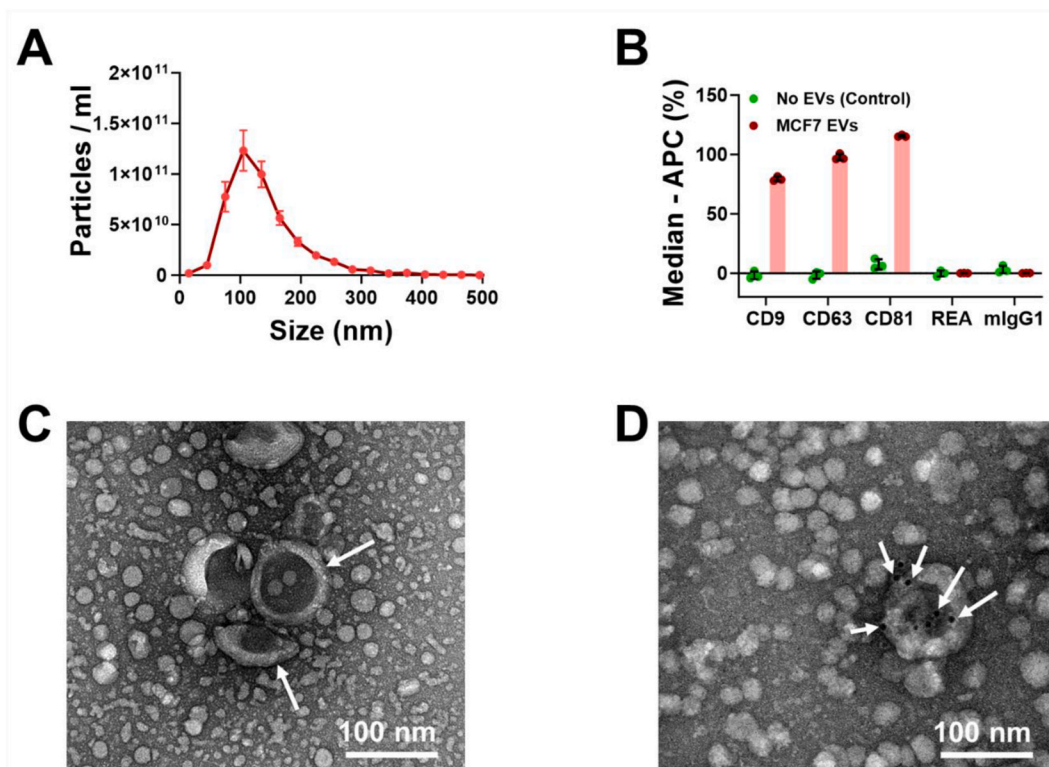 A
Particles / ml
2×10¹¹
1.5×10¹¹
1×10¹¹
5×10¹⁰
0
0 100 200 300 400 500
Size (nm)
B
Median - APC (%)
150
100
50
0
No EVs (Control)
MCF7 EVs
CD9 CD63 CD81 REA mIgG1
C
100 nm
D
100 nm